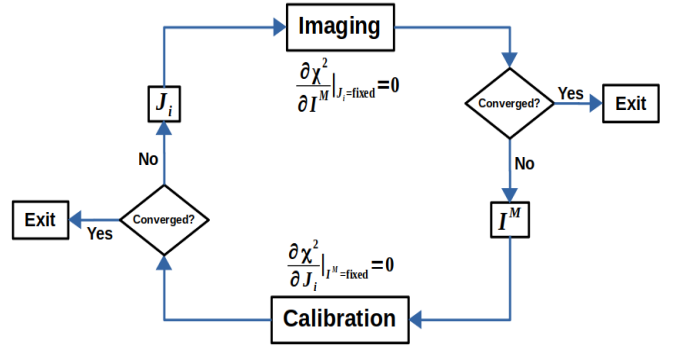 Imaging
∂χ²/∂I^M|J_i=fixed=0
J_i
Converged?
Yes
Exit
No
No
I^M
Exit
Converged?
Yes
∂χ²/∂J_i|I^M=fixed=0
Calibration